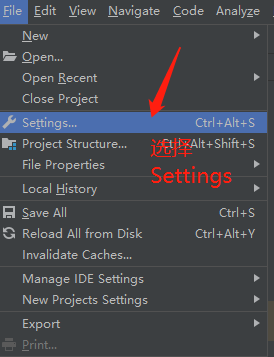 File Edit View Navigate Code Analyze
New
Open...
Open Recent
Close Project
Settings... Ctrl+Alt+S
Project Structure... Ctrl+Alt+Shift+S
选择
File Properties
Settings
Local History
Save All Ctrl+S
Reload All from Disk Ctrl+Alt+Y
Invalidate Caches...
Manage IDE Settings
New Projects Settings
Export
Print...